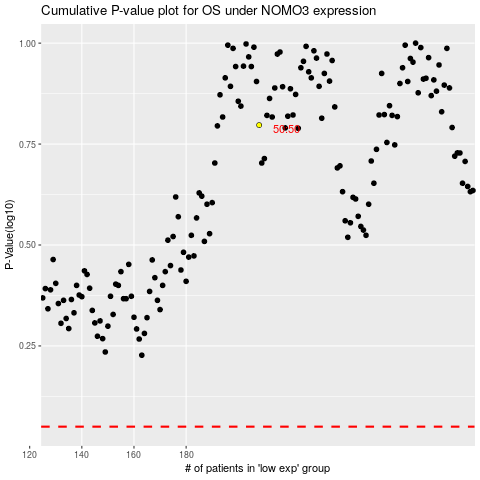 Cumulative P-value plot for OS under NOMO3 expression
P-Value(log10)
1.00
0.75
0.50
0.25
50:50
120 140 160 180
# of patients in 'low exp' group